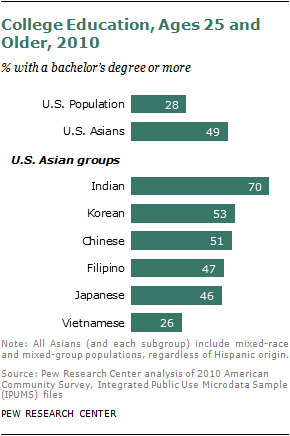 College Education, Ages 25 and
Older, 2010
% with a bachelor's degree or more
U.S. Population 28
U.S. Asians 49
U.S. Asian groups
Indian 70
Korean 53
Chinese 51
Filipino 47
Japanese 46
Vietnamese 26
Note: All Asians (and each subgroup) include mixed-race
and mixed-group populations, regardless of Hispanic origin.
Source: Pew Research Center analysis of 2010 American
Community Survey, Integrated Public Use Microdata Sample
(IPUMS) files
PEW RESEARCH CENTER